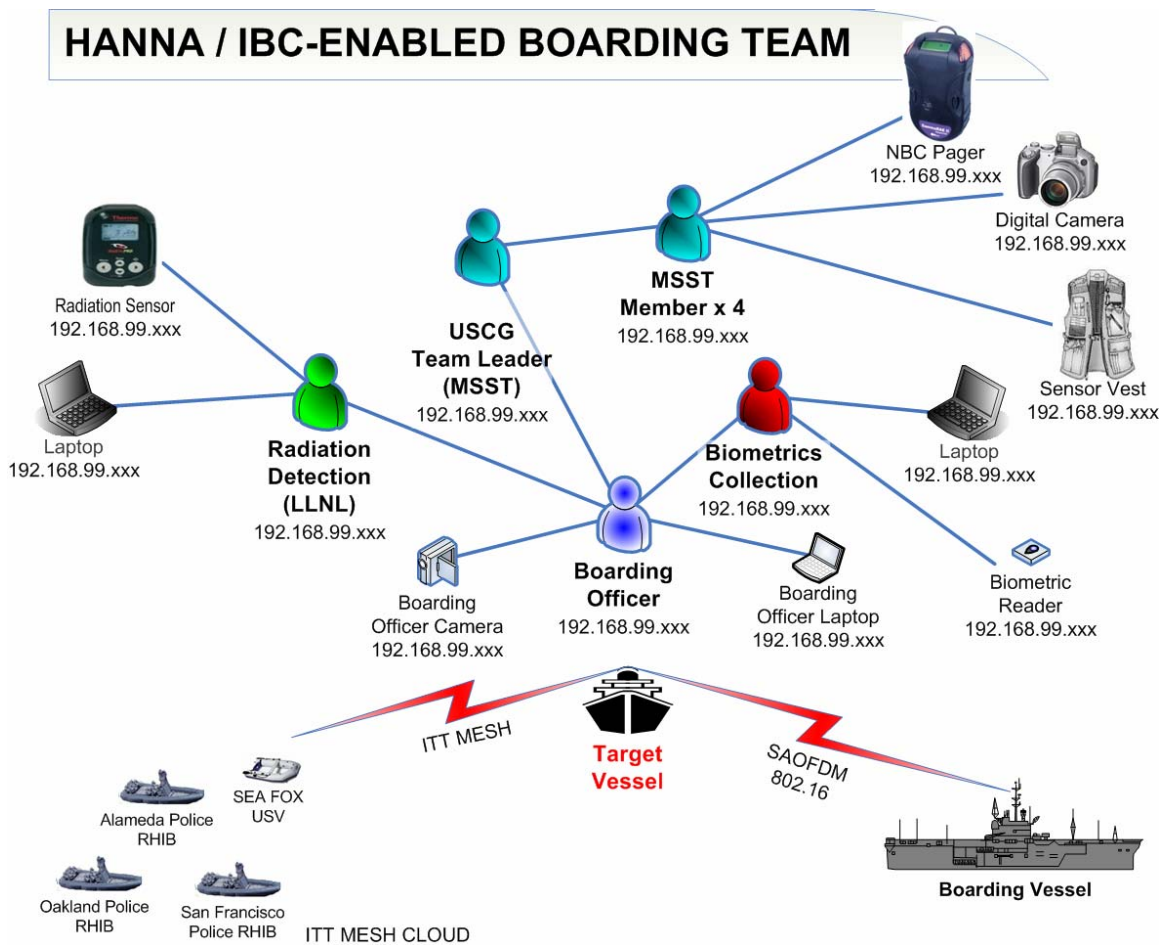 HANNA / IBC-ENABLED BOARDING TEAM
NBC Pager
192.168.99.xxx
Digital Camera
192.168.99.xxx
Thermo
Radiation Sensor
192.168.99.xxx
MSST
Member x 4
192.168.99.xxx
USCG
Team Leader
(MSST)
192.168.99.xxx
Sensor Vest
192.168.99.xxx
Laptop
192.168.99.xxx
Radiation
Detection
(LLNL)
192.168.99.xxx
Biometrics
Collection
192.168.99.xxx
Laptop
192.168.99.xxx
Boarding
Officer Camera
192.168.99.xxx
Boarding
Officer
192.168.99.xxx
Boarding
Officer Laptop
192.168.99.xxx
Biometric
Reader
192.168.99.xxx
ITT MESH
Target
Vessel
SAOFDM
802.16
SEA FOX
USV
Alameda Police
RHIB
Oakland Police
RHIB
San Francisco
Police RHIB
ITT MESH CLOUD
Boarding Vessel